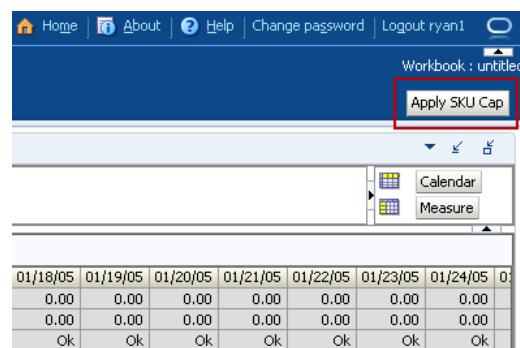 Home | About | Help | Change password | Logout ryan1
Workbook : untitled
Apply SKU Cap
Calendar
Measure
01/18/05 01/19/05 01/20/05 01/21/05 01/22/05 01/23/05 01/24/05 01
0.00 0.00 0.00 0.00 0.00 0.00 0.00
0.00 0.00 0.00 0.00 0.00 0.00 0.00
Ok Ok Ok Ok Ok Ok Ok